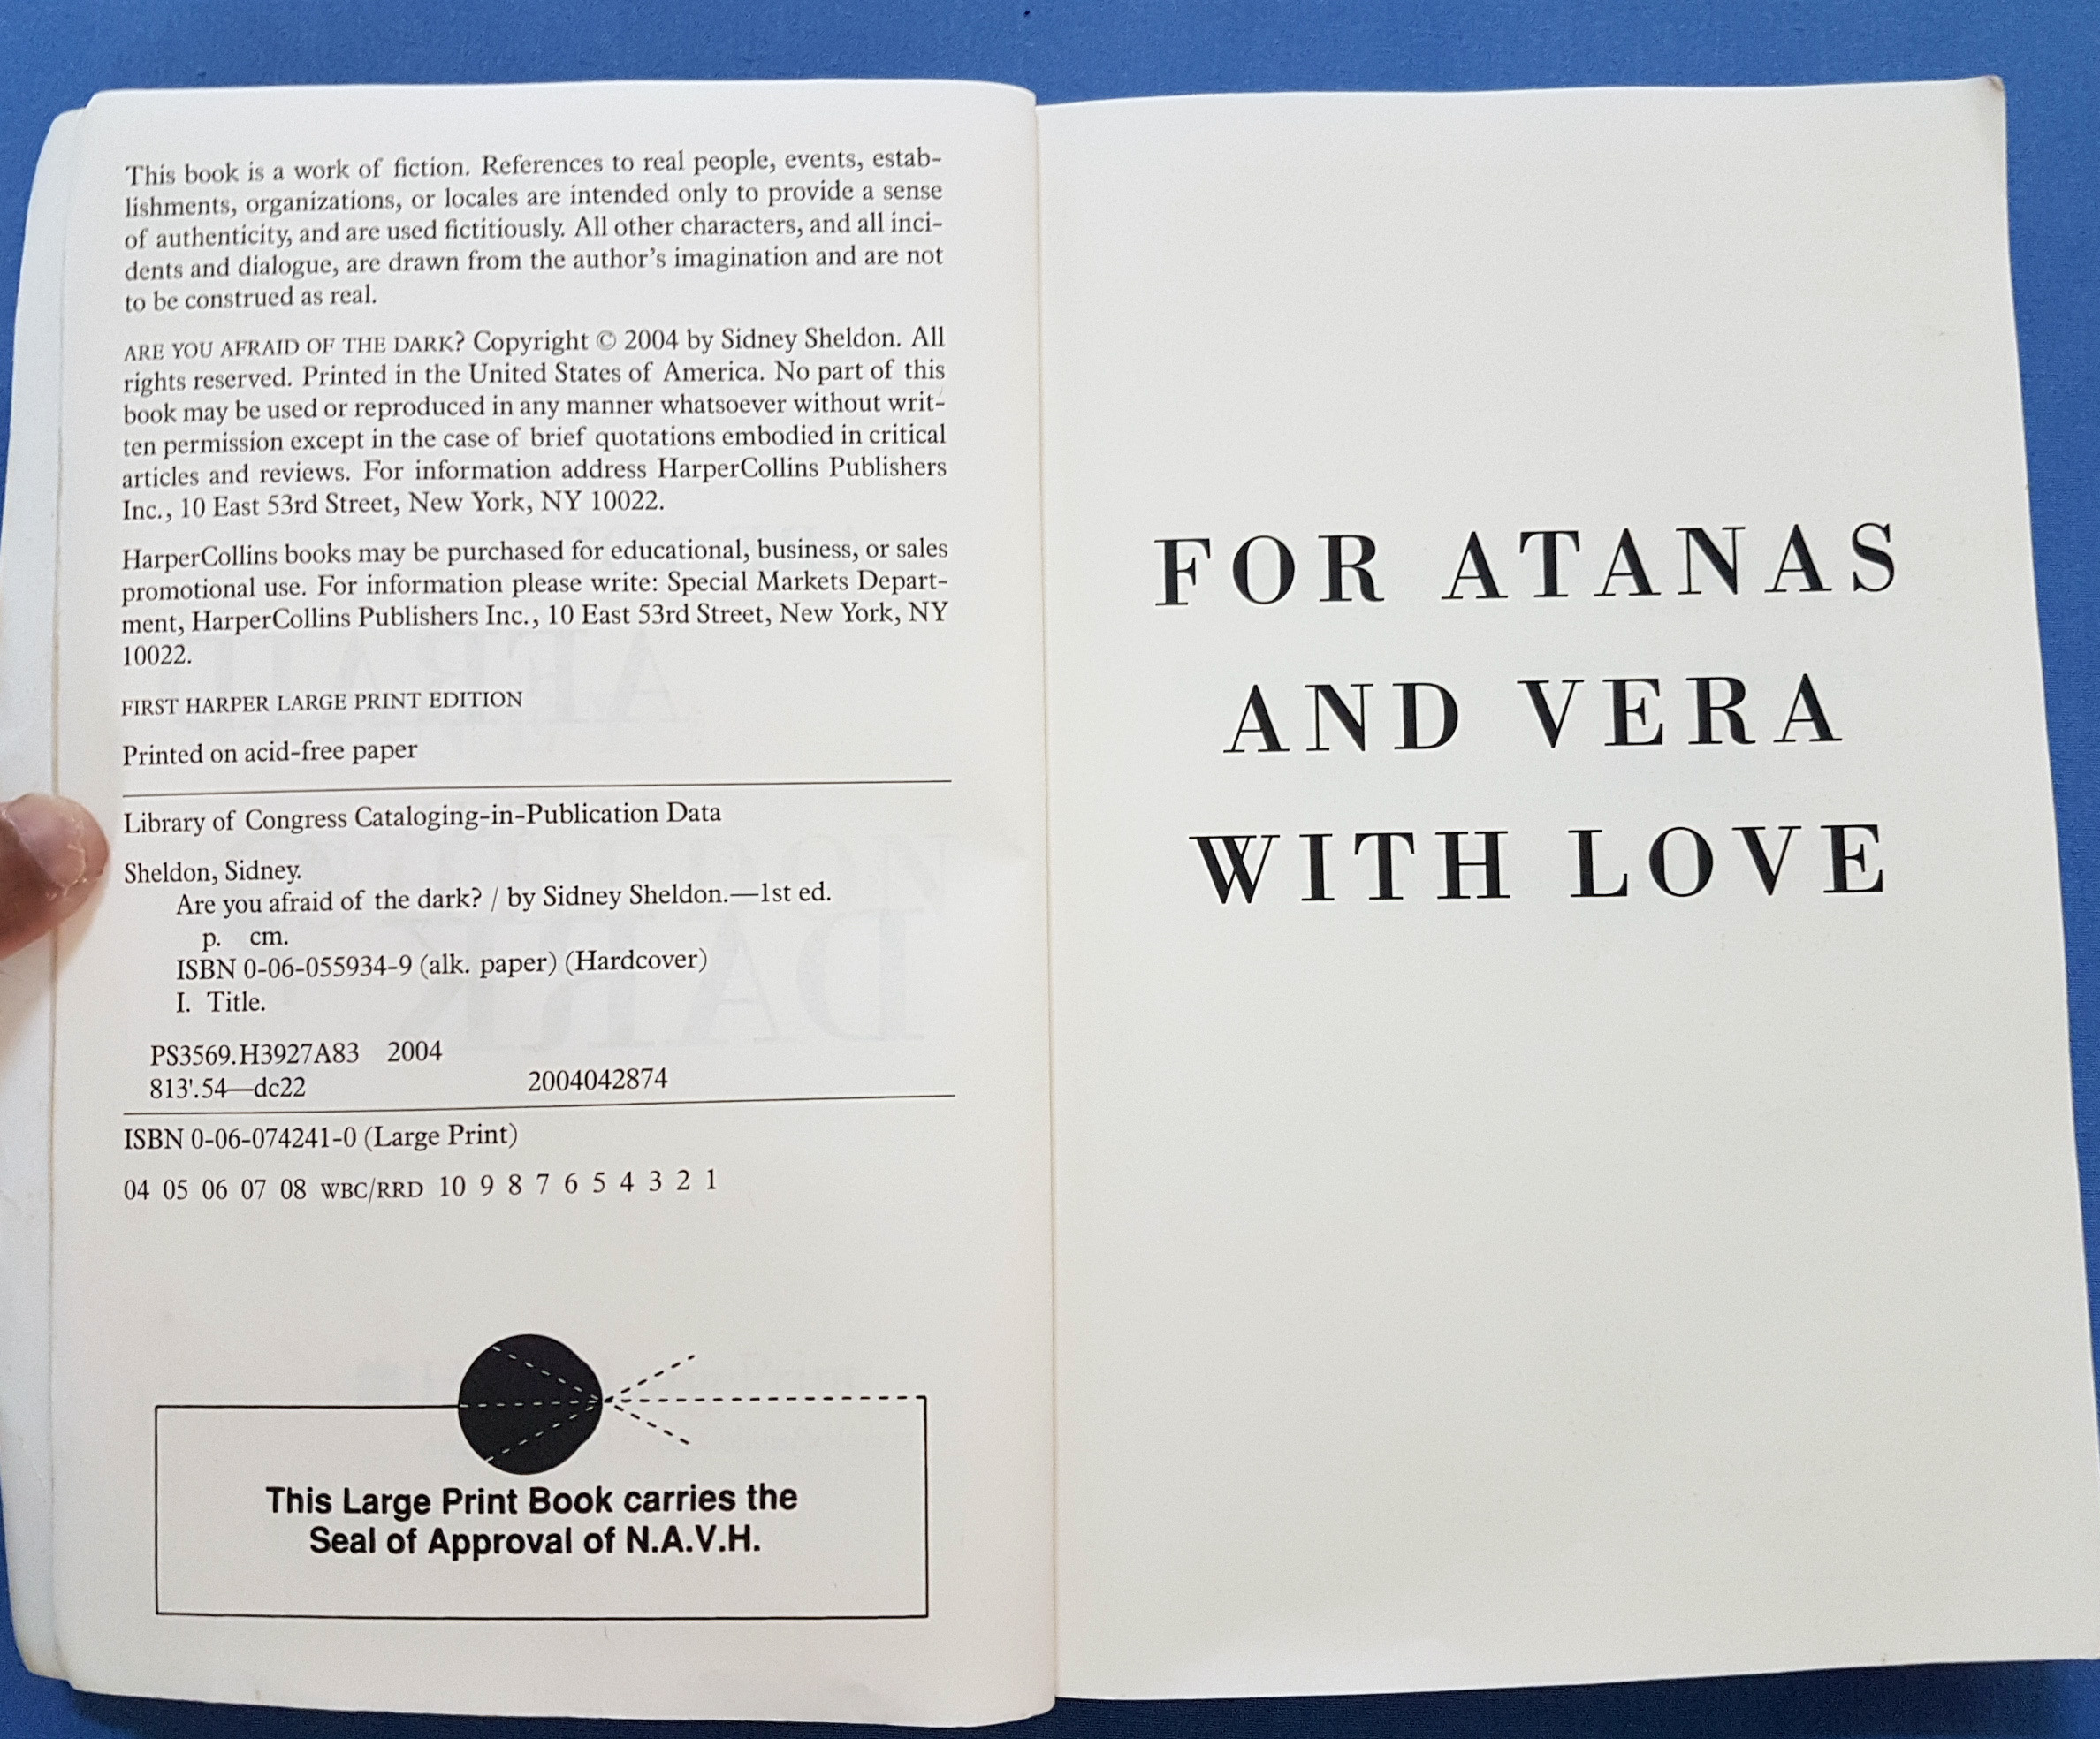 This book is a work of fiction. References to real people, events, estab-
lishments, organizations, or locales are intended only to provide a sense
of authenticity, and are used fictitiously. All other characters, and all inci-
dents and dialogue, are drawn from the author's imagination and are not
to be construed as real.
ARE YOU AFRAID OF THE DARK? Copyright © 2004 by Sidney Sheldon. All
rights reserved. Printed in the United States of America. No part of this
book may be used or reproduced in any manner whatsoever without writ-
ten permission except in the case of brief quotations embodied in critical
articles and reviews. For information address HarperCollins Publishers
Inc., 10 East 53rd Street, New York, NY 10022.
HarperCollins books may be purchased for educational, business, or sales
promotional use. For information please write: Special Markets Depart-
ment, HarperCollins Publishers Inc., 10 East 53rd Street, New York, NY
10022.
FIRST HARPER LARGE PRINT EDITION
Printed on acid-free paper
Library of Congress Cataloging-in-Publication Data
Sheldon, Sidney.
Are you afraid of the dark? / by Sidney Sheldon.—1st ed.
p. cm.
ISBN 0-06-055934-9 (alk. paper) (Hardcover)
I. Title.
PS3569.H3927A83 2004
813'.54—dc22 2004042874
ISBN 0-06-074241-0 (Large Print)
04 05 06 07 08 WBC/RRD 10 9 8 7 6 5 4 3 2 1
This Large Print Book carries the
Seal of Approval of N.A.V.H.
FOR ATANAS
AND VERA
WITH LOVE